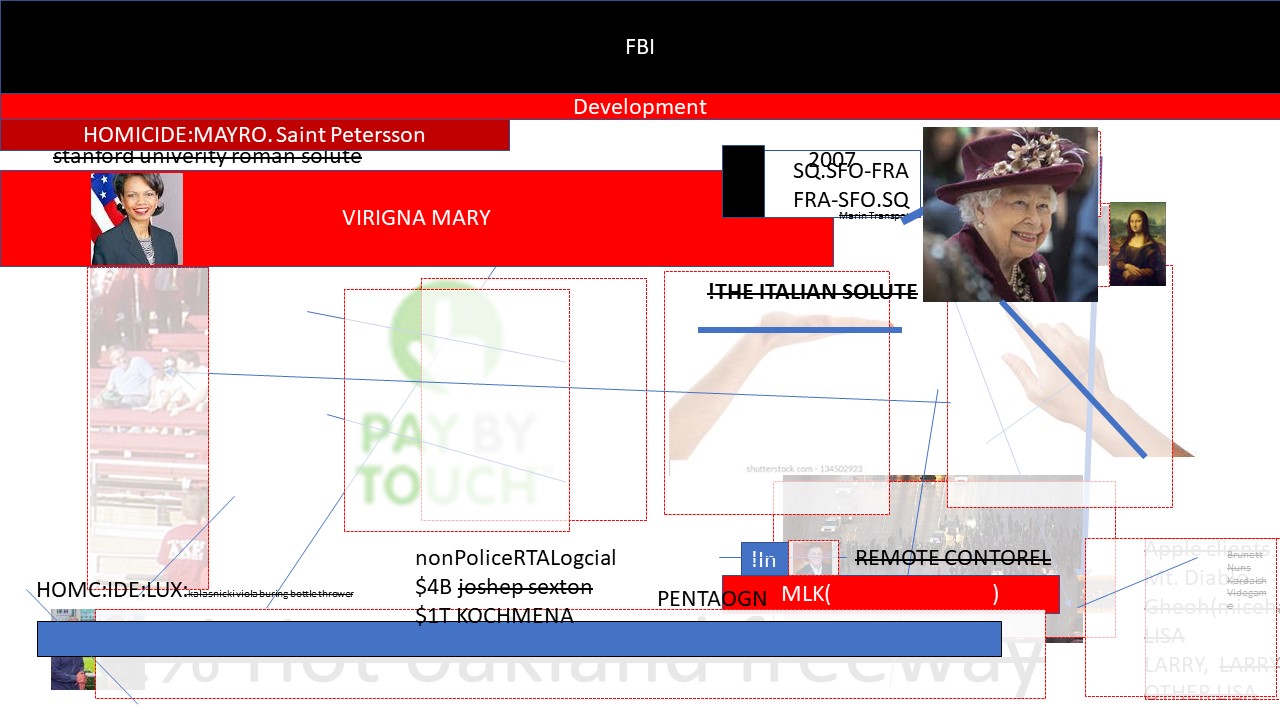 FBI
Development
HOMICIDE:MAYRO. Saint Petersson
stanford univerity roman solute
2007
SQ.SFO-FRA
FRA-SFO.SQ
Marin Transpo
VIRIGNA MARY
!THE ITALIAN SOLUTE
PAY BY
TOUCH
shutterstock.com · 134502923
nonPoliceRTALogcial
$4B joshep sexton
$1T KOCHMENA
!in
REMOTE CONTOREL
PENTAOGN
MLK( )
HOMC:IDE:LUX:. kalasnicki viola buring bottle thrower
% not oakland freeway
Apple clients
Mt. Diab
Gheoh(miceh
LISA
LARRY, LARRY
OTHER LISA
Brunett
Nuns
Kardaish
Videgam
e